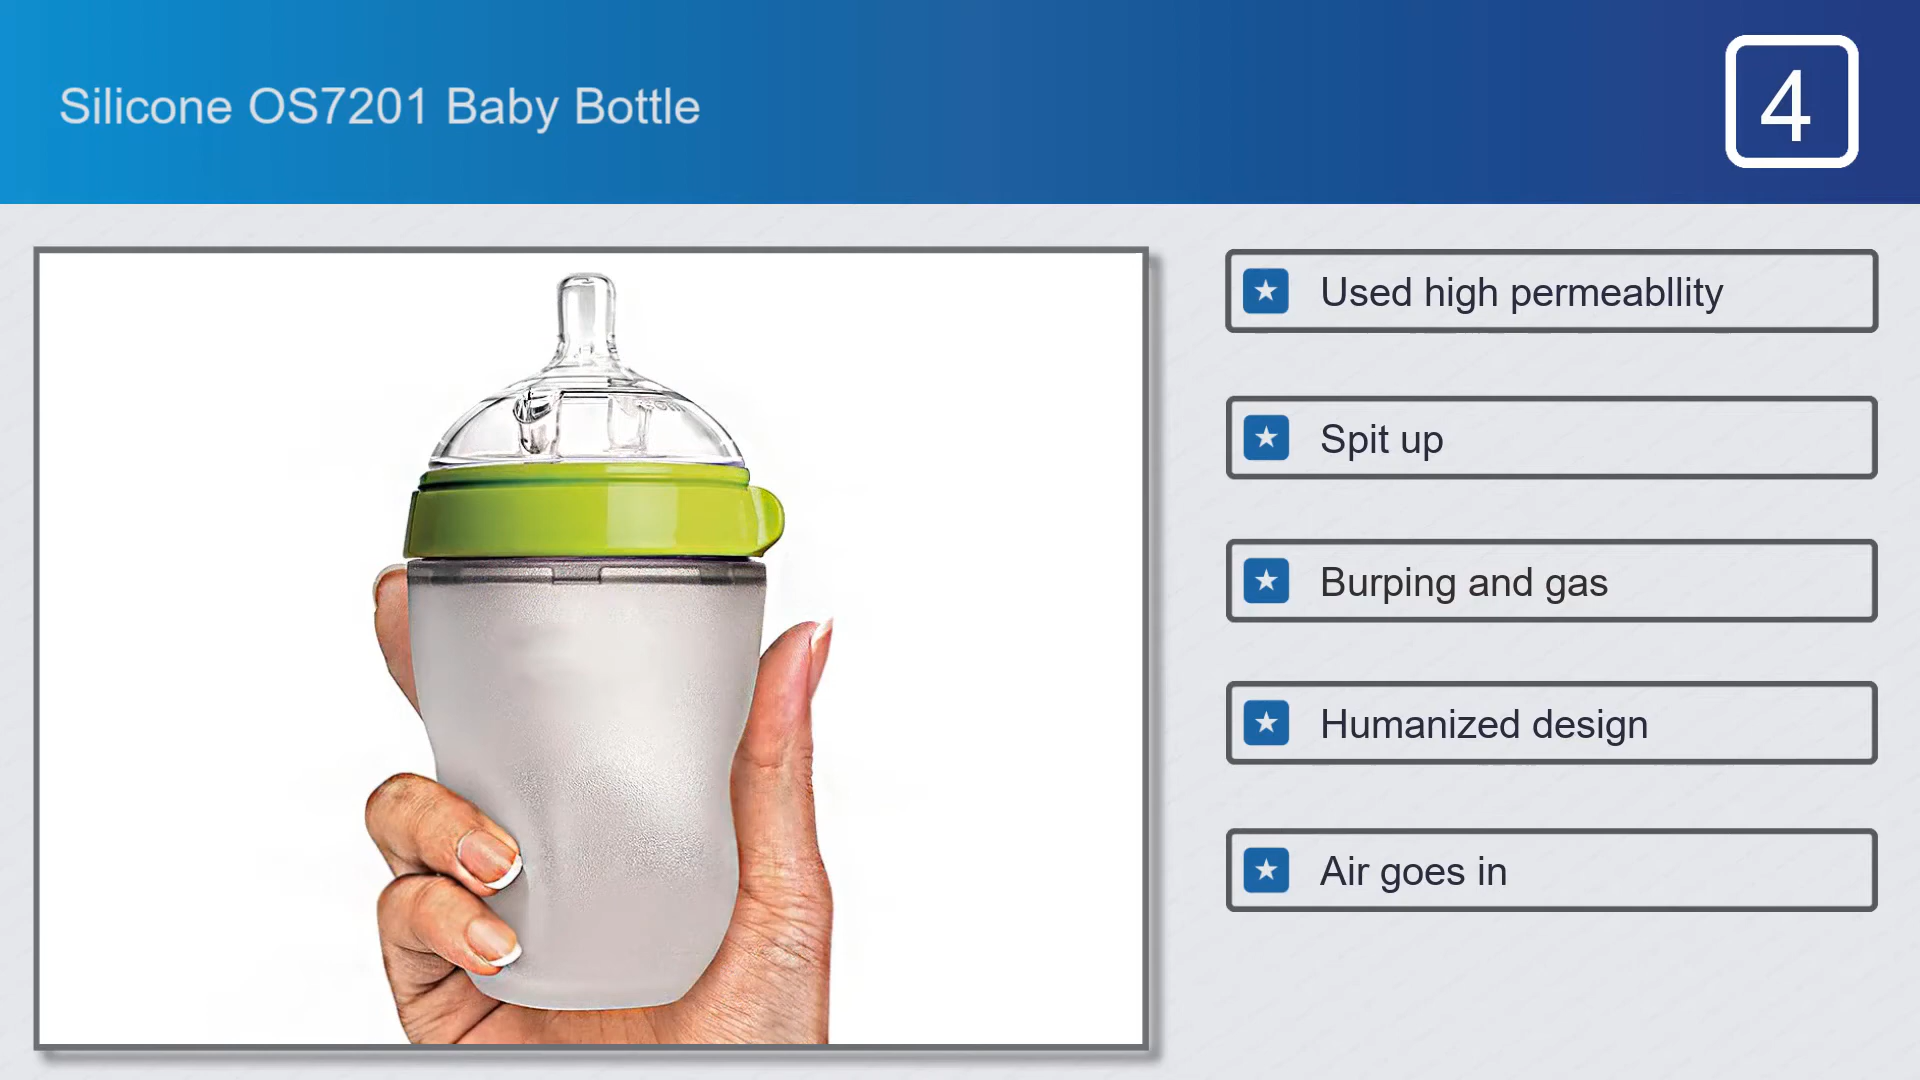 Silicone OS7201 Baby Bottle
4
Used high permeabllity
Spit up
Burping and gas
Humanized design
Air goes in